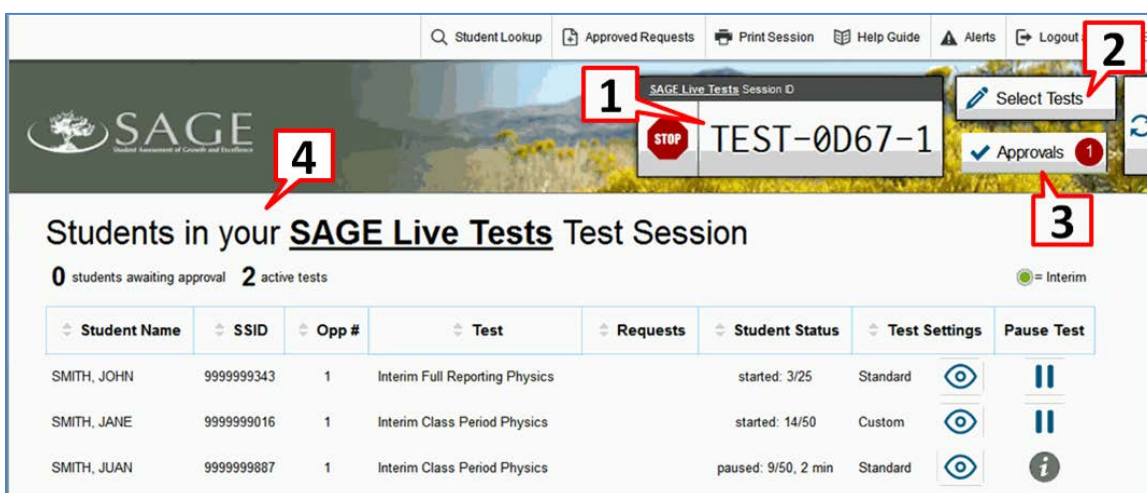 Student Lookup Approved Requests Print Session Help Guide Alerts Logout
2
1
SAGE Live Tests Session ID
Select Tests
SAGE
Student Assessment of Growth and Excellence
STOP
TEST-0D67-1
Approvals 1
4
3
Students in your SAGE Live Tests Test Session
0 students awaiting approval 2 active tests
= Interim
Student Name SSID Opp # Test Requests Student Status Test Settings Pause Test
SMITH, JOHN 9999999343 1 Interim Full Reporting Physics started: 3/25 Standard
SMITH, JANE 9999999016 1 Interim Class Period Physics started: 14/50 Custom
SMITH, JUAN 9999999887 1 Interim Class Period Physics paused: 9/50, 2 min Standard i